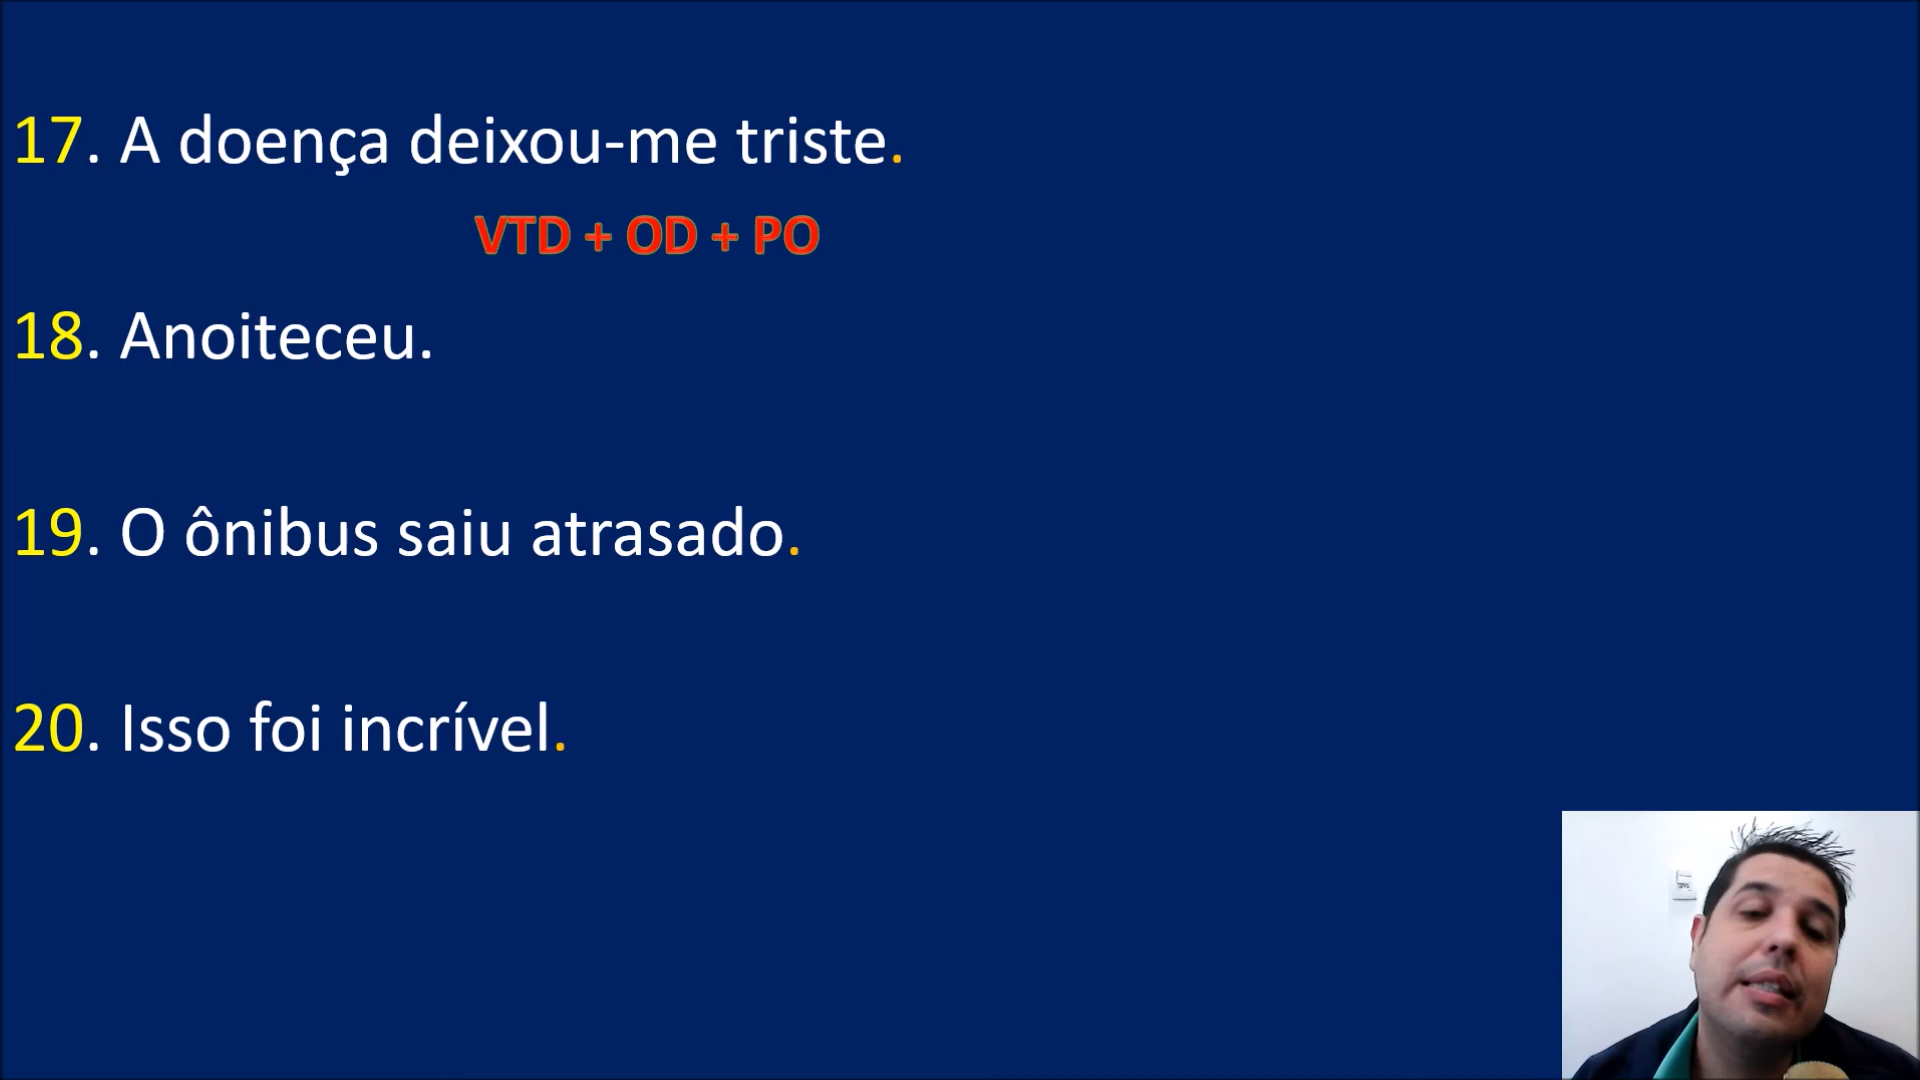 17. A doença deixou-me triste.
VTD + OD + PO
18. Anoiteceu.
19. O ônibus saiu atrasado.
20. Isso foi incrível.